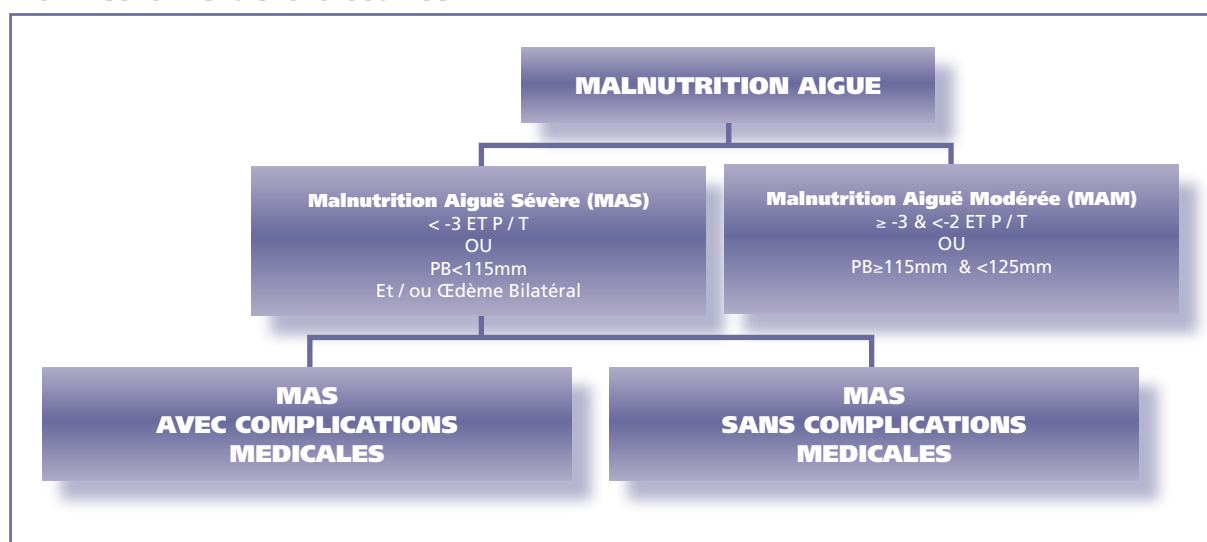 MALNUTRITION AIGUE
Malnutrition Aiguë Sévère (MAS)
< -3 ET P / T
OU
PB<115mm
Et / ou Œdème Bilatéral
Malnutrition Aiguë Modérée (MAM)
≥ -3 & <-2 ET P / T
OU
PB≥115mm & <125mm
MAS
AVEC COMPLICATIONS
MEDICALES
MAS
SANS COMPLICATIONS
MEDICALES